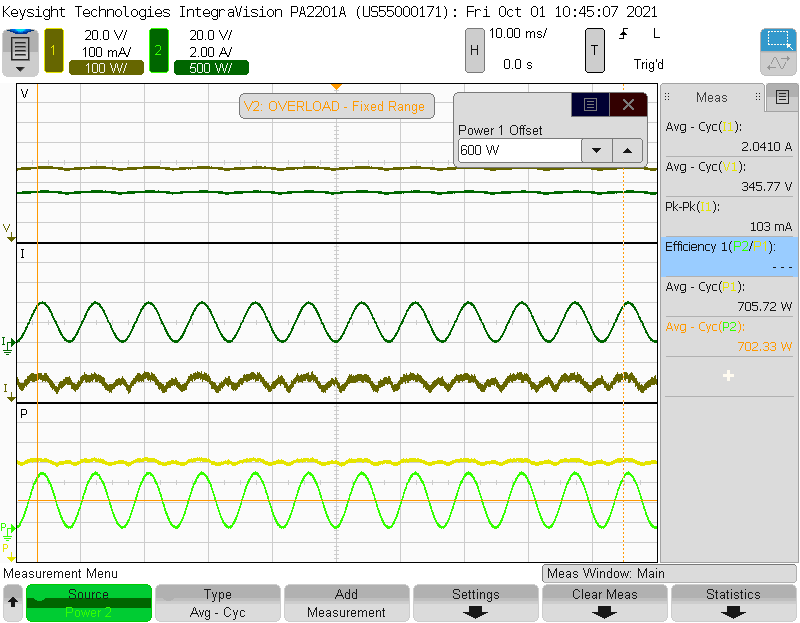 Keysight Technologies IntegraVision PA2201A (US55000171): Fri Oct 01 10:45:07 2021
1
20.0 V/
100 mA/
100 W/
2
20.0 V/
2.00 A/
500 W/
H
10.00 ms/
0.0 s
T
L
Trig'd
V
V2: OVERLOAD - Fixed Range
Power 1 Offset
600 W
Meas
Avg - Cyc(I1):
2.0410 A
Avg - Cyc(V1):
345.77 V
Pk-Pk(I1):
103 mA
Efficiency 1(P2/P1):
- - -
Avg - Cyc(P1):
705.72 W
Avg - Cyc(P2):
702.33 W
+
V
I
I
I
P
P
P
Measurement Menu
Meas Window: Main
Source
Power 2
Type
Avg - Cyc
Add
Measurement
Settings
Clear Meas
Statistics